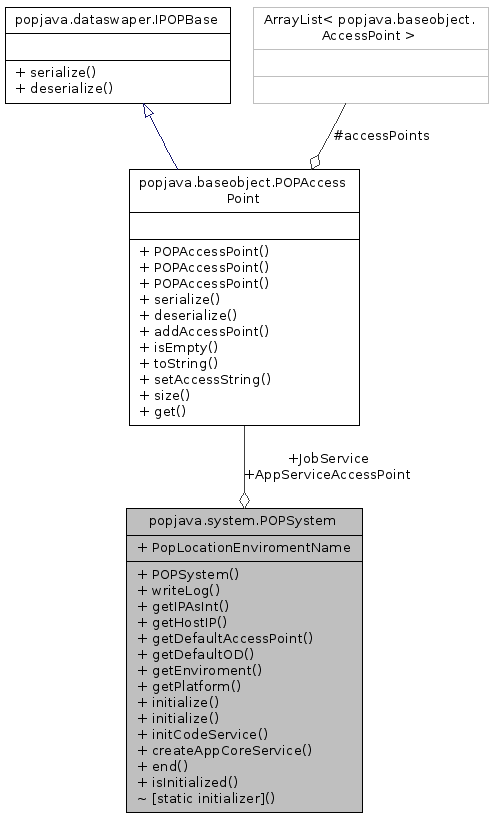 popjava.dataswaper.IPOPBase
+ serialize()
+ deserialize()
ArrayList< popjava.baseobject.
AccessPoint >
#accessPoints
popjava.baseobject.POPAccess
Point
+ POPAccessPoint()
+ POPAccessPoint()
+ POPAccessPoint()
+ serialize()
+ deserialize()
+ addAccessPoint()
+ isEmpty()
+ toString()
+ setAccessString()
+ size()
+ get()
+JobService
+AppServiceAccessPoint
popjava.system.POPSystem
+ PopLocationEnviromentName
+ POPSystem()
+ writeLog()
+ getIPAsInt()
+ getHostIP()
+ getDefaultAccessPoint()
+ getDefaultOD()
+ getEnviroment()
+ getPlatform()
+ initialize()
+ initialize()
+ initCodeService()
+ createAppCoreService()
+ end()
+ isInitialized()
~ [static initializer]()